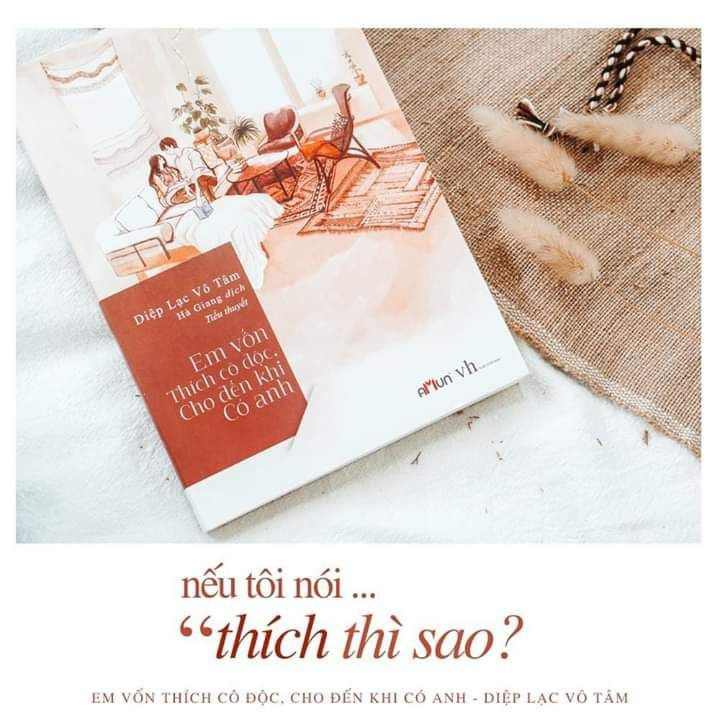 Diệp Lạc Vô Tâm
Hà Giang dịch
Tiểu thuyết
Em vốn
Thích cô độc,
Cho đến khi
Có anh
AMun
vh
nếu tôi nói ...
“thích thì sao?
EM VỐN THÍCH CÔ ĐỘC, CHO ĐẾN KHI CÓ ANH - DIỆP LẠC VÔ TÂM